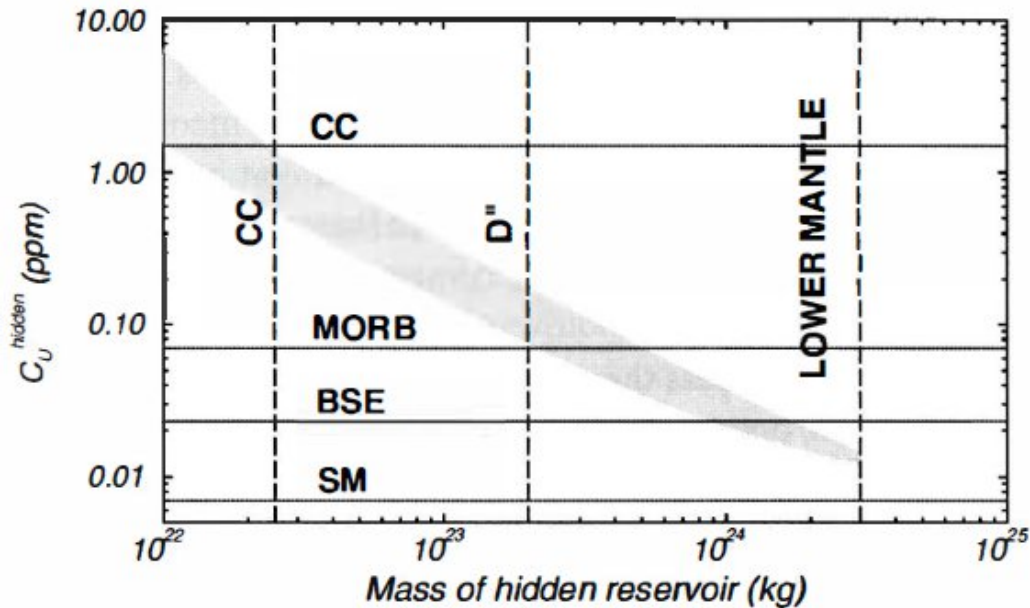 10.00
1.00
0.10
0.01
C_U^hidden (ppm)
CC
CC
D"
LOWER MANTLE
MORB
BSE
SM
10^22
10^23
10^24
10^25
Mass of hidden reservoir (kg)